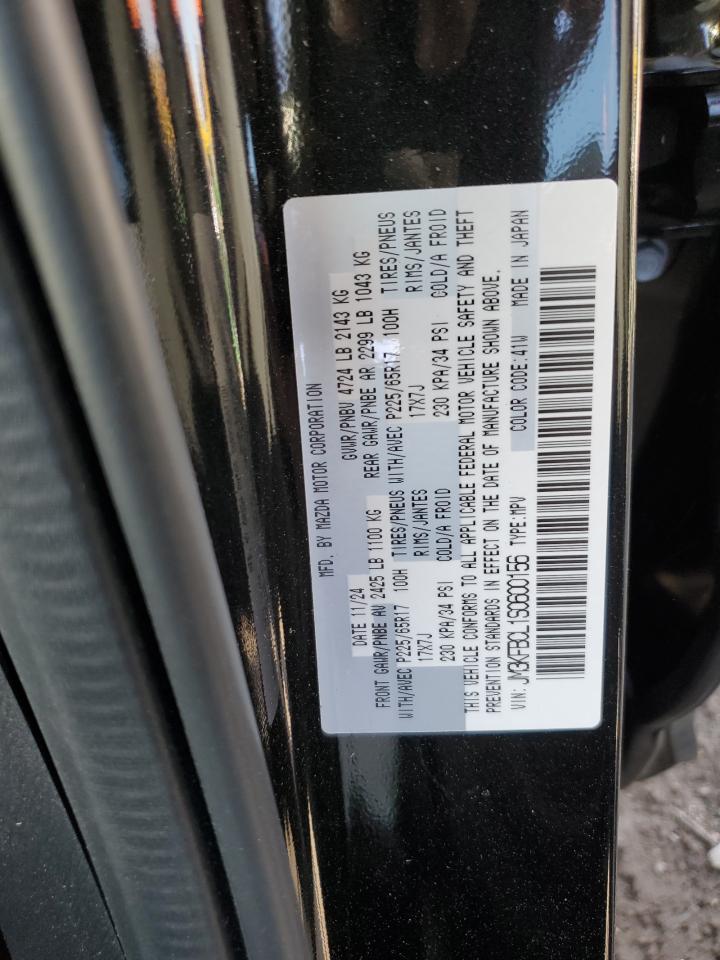 MFD. BY MAZDA MOTOR CORPORATION
DATE 11/24 GVWR/PNBV 4724 LB 2143 KG
FRONT GAWR/PNBE AV 2425 LB 1100 KG REAR GAWR/PNBE AR 2299 LB 1043 KG
WITH/AVEC P225/65R17 100H TIRES/PNEUS WITH/AVEC P225/65R17 100H TIRES/PNEUS
17X7J RIMS/JANTES 17X7J RIMS/JANTES
230 KPA/34 PSI COLD/A FROID 230 KPA/34 PSI COLD/A FROID
THIS VEHICLE CONFORMS TO ALL APPLICABLE FEDERAL MOTOR VEHICLE SAFETY AND THEFT
PREVENTION STANDARDS IN EFFECT ON THE DATE OF MANUFACTURE SHOWN ABOVE.
VIN: JM3KFBCL1S0600156 TYPE:MPV COLOR CODE:41W MADE IN JAPAN